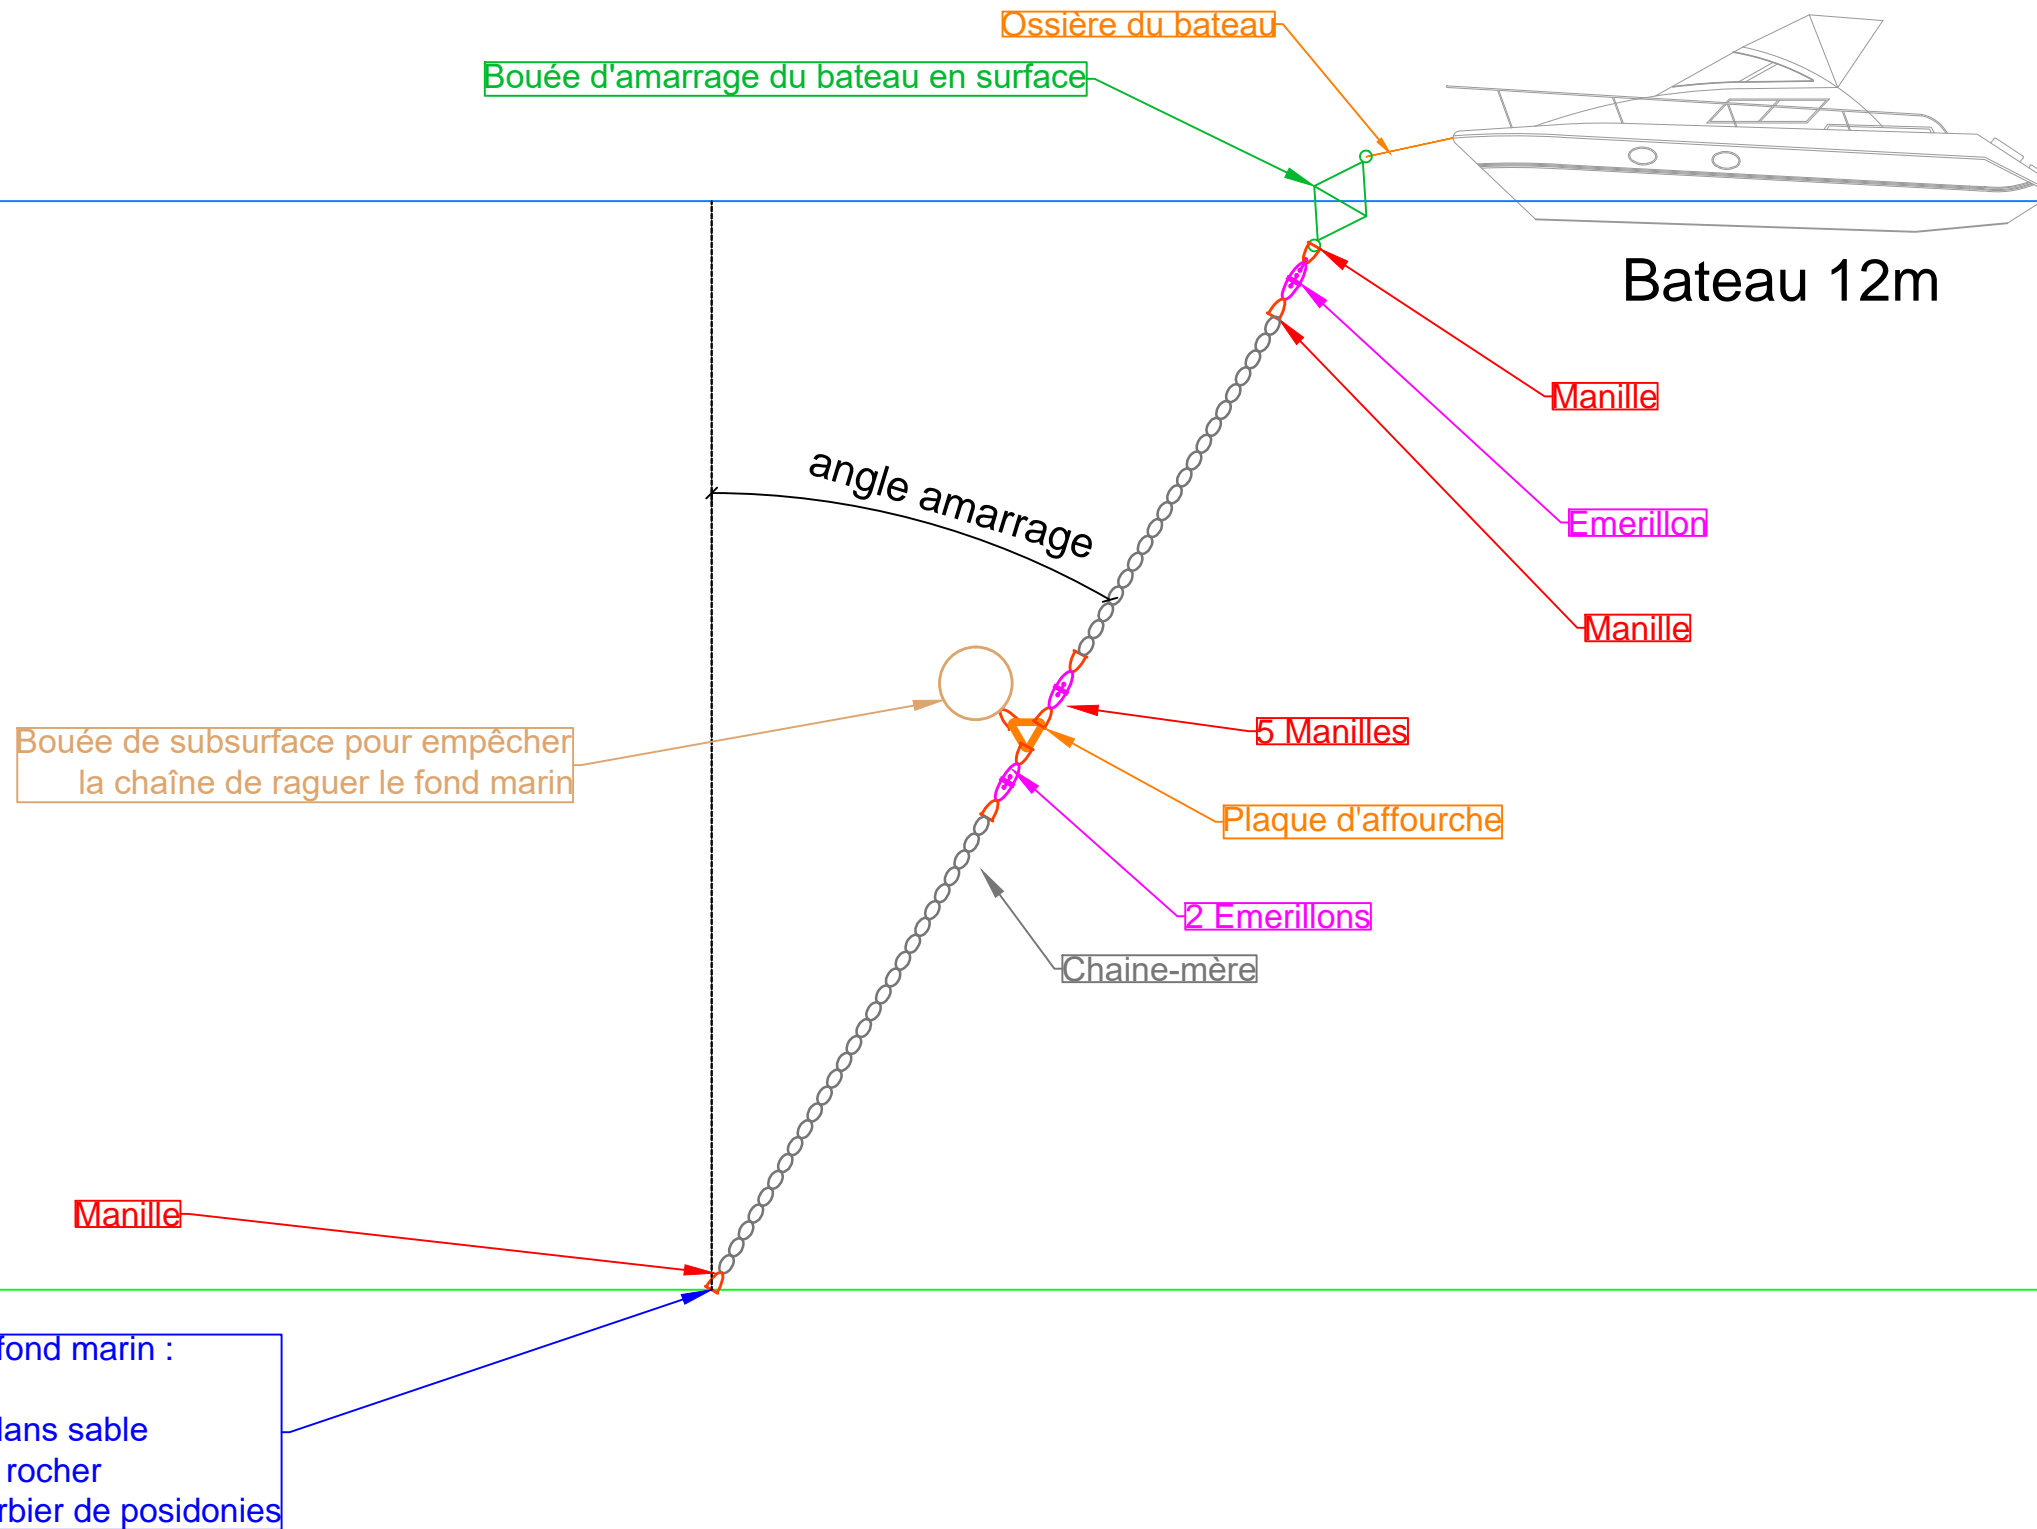 Ossière du bateau
Bouée d'amarrage du bateau en surface
Bateau 12m
Manille
angle amarrage
Emerillon
Manille
5 Manilles
Bouée de subsurface pour empêcher
la chaîne de raguer le fond marin
Plaque d'affourche
2 Emerillons
Chaine-mère
Manille
fond marin :
sable
rocher
de posidonies